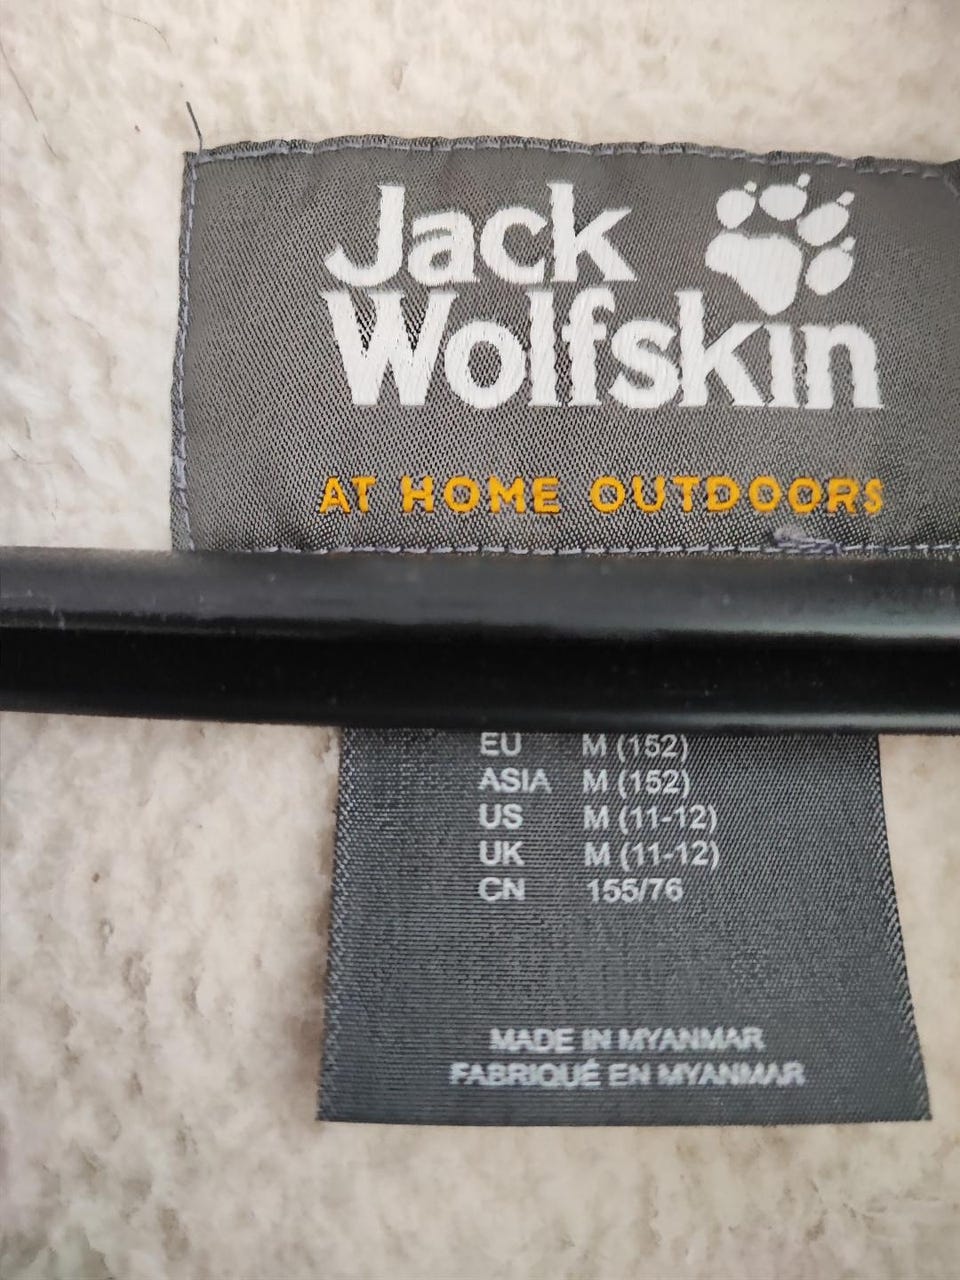 Jack
Wolfskin
AT HOME OUTDOORS
EU M (152)
ASIA M (152)
US M (11-12)
UK M (11-12)
CN 155/76
MADE IN MYANMAR
FABRIQUÉ EN MYANMAR